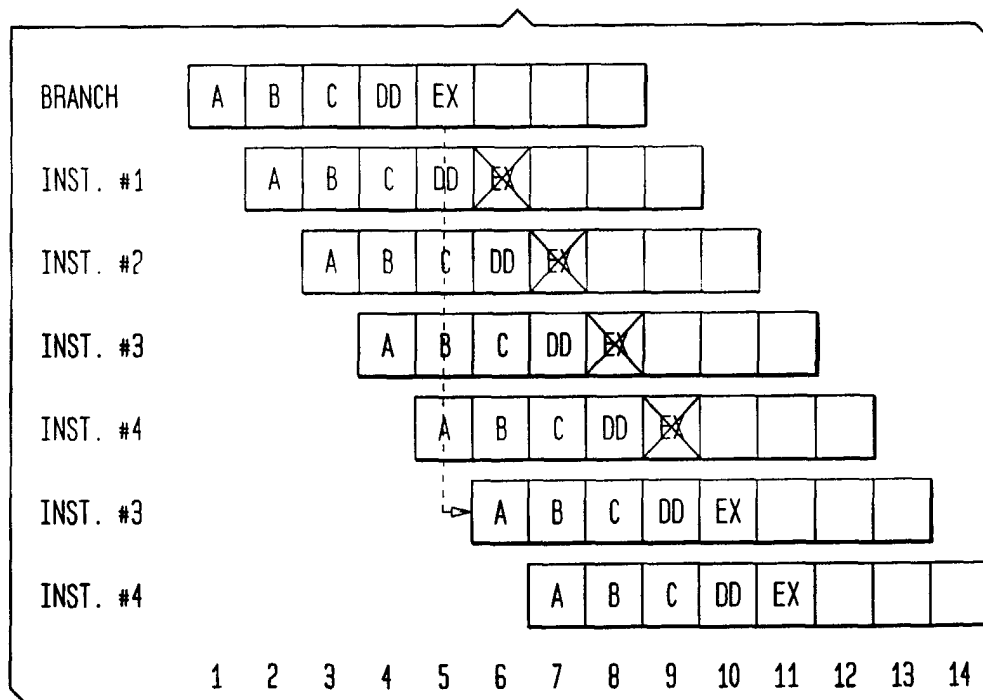 BRANCH A B C DD EX
INST. #1 A B C DD EX
INST. #2 A B C DD EX
INST. #3 A B C DD EX
INST. #4 A B C DD EX
INST. #3 A B C DD EX
INST. #4 A B C DD EX
1 2 3 4 5 6 7 8 9 10 11 12 13 14